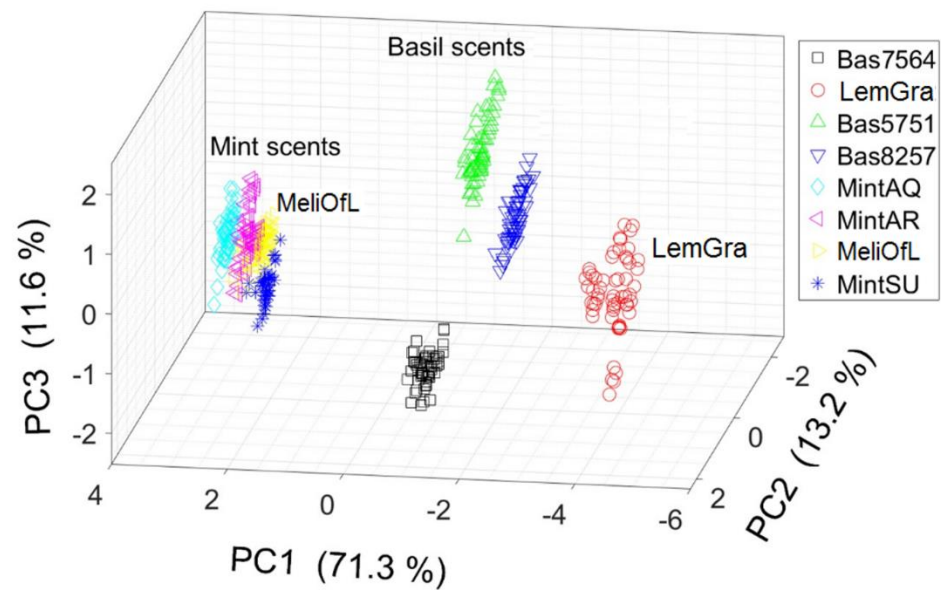 Basil scents
Mint scents
MeliOfL
LemGra
Bas7564
LemGra
Bas5751
Bas8257
MintAQ
MintAR
MeliOfL
MintSU
PC3 (11.6 %)
2
1
0
-1
-2
4
2
0
-2
-4
-6
PC1 (71.3 %)
-2
0
2
PC2 (13.2 %)